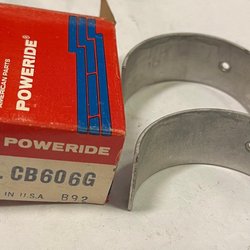 AMERICAN PARTS
POWERIDE
POWERIDE
CB606G
IN U.S.A. B92